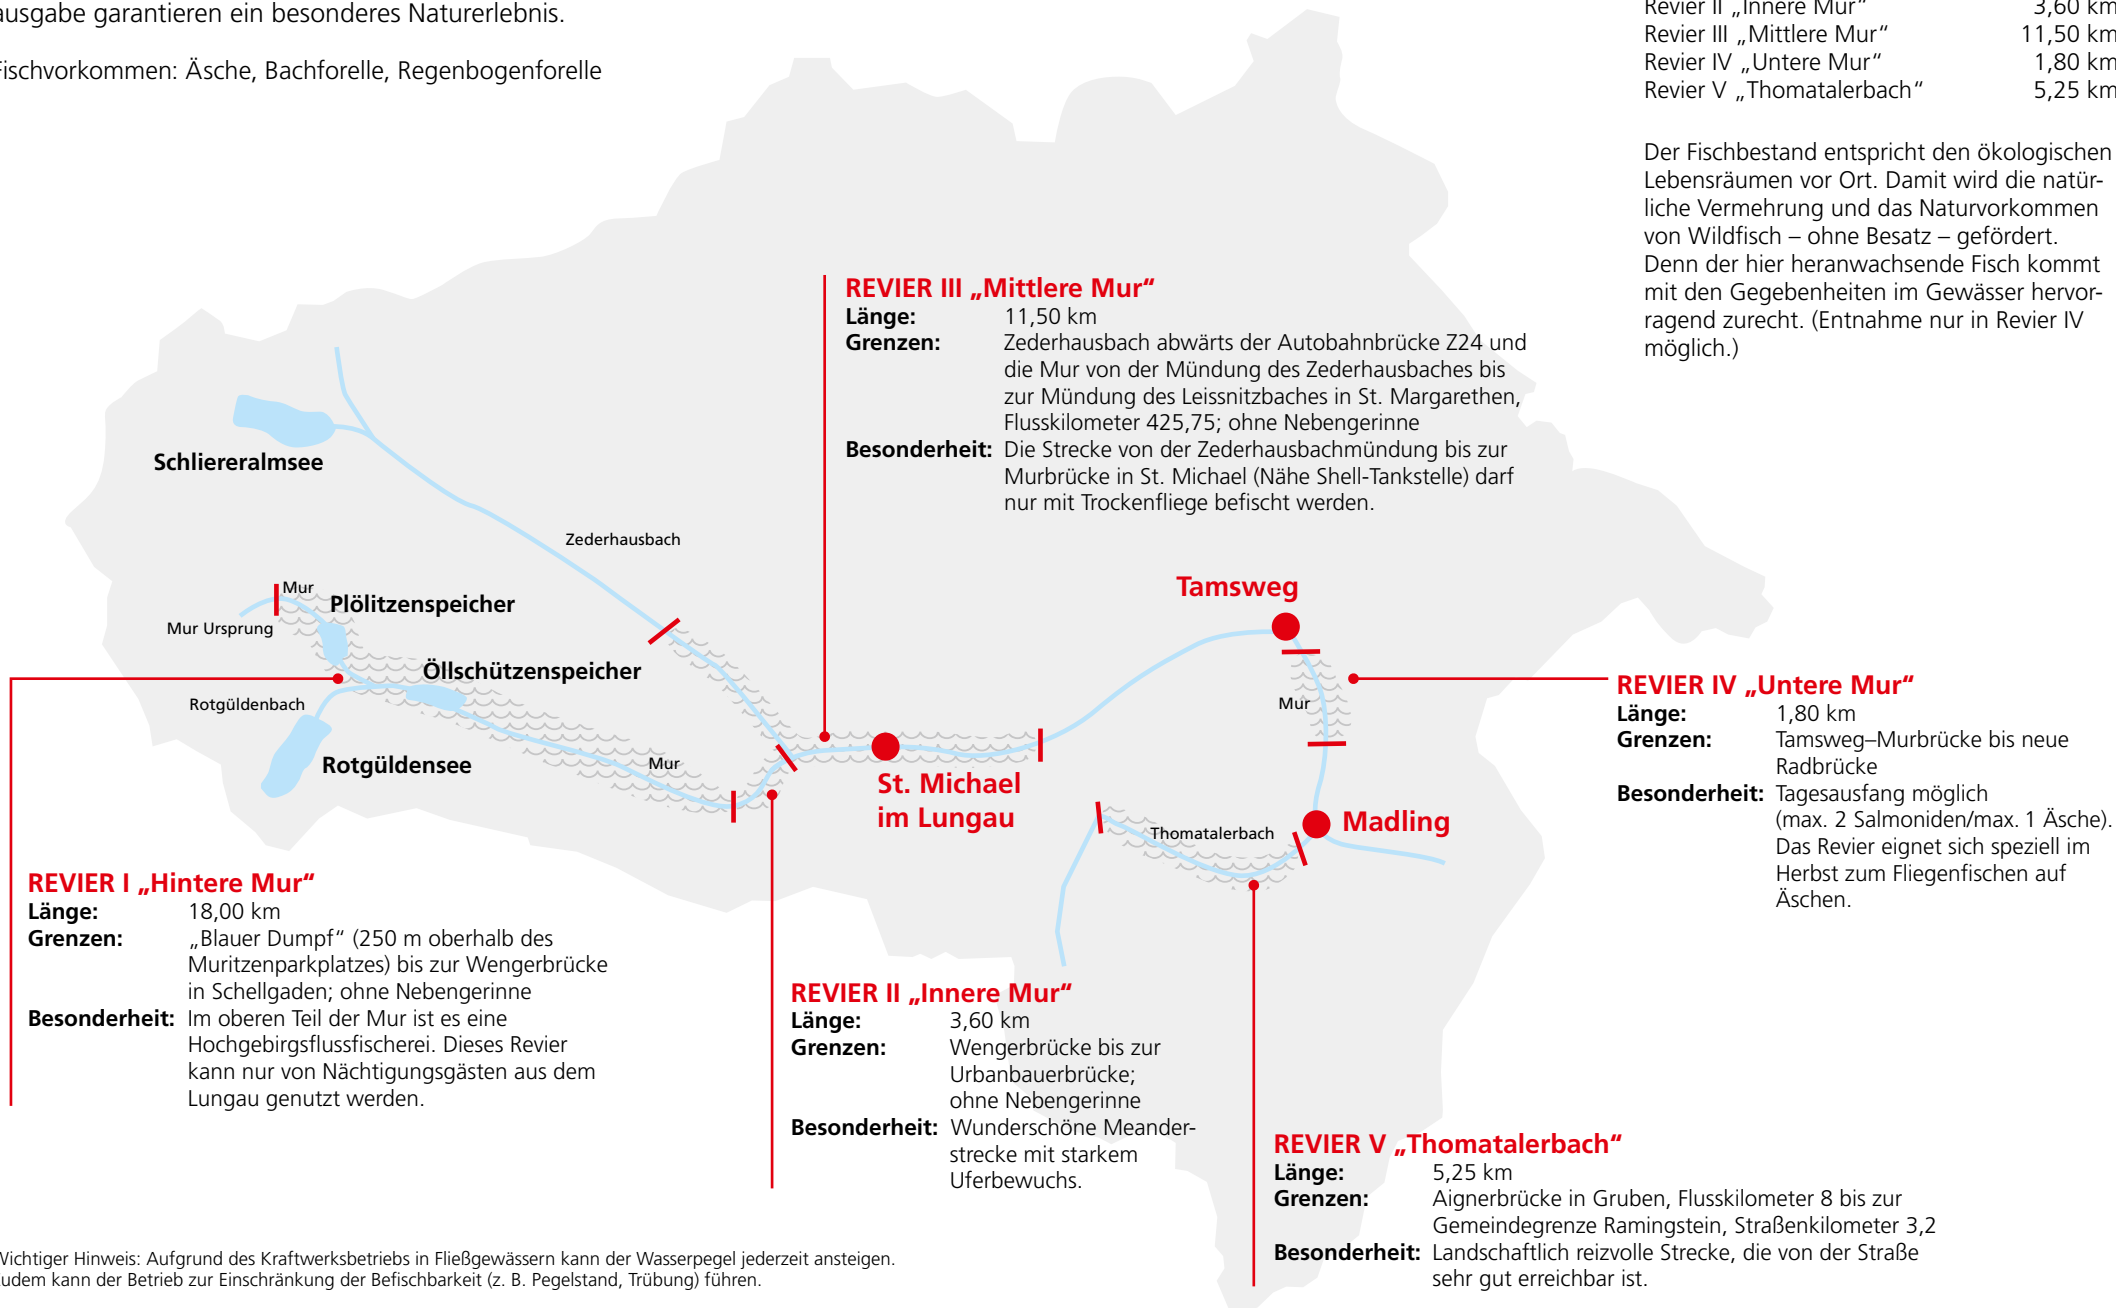 ausgabe garantieren ein besonderes Naturerlebnis.
Fischvorkommen: Äsche, Bachforelle, Regenbogenforelle
Revier II „Innere Mur“ 3,60 km
Revier III „Mittlere Mur“ 11,50 km
Revier IV „Untere Mur“ 1,80 km
Revier V „Thomatalerbach“ 5,25 km
Der Fischbestand entspricht den ökologischen
Lebensräumen vor Ort. Damit wird die natür-
liche Vermehrung und das Naturvorkommen
von Wildfisch – ohne Besatz – gefördert.
Denn der hier heranwachsende Fisch kommt
mit den Gegebenheiten im Gewässer hervor-
ragend zurecht. (Entnahme nur in Revier IV
möglich.)
REVIER III „Mittlere Mur“
Länge: 11,50 km
Grenzen: Zederhausbach abwärts der Autobahnbrücke Z24 und
die Mur von der Mündung des Zederhausbaches bis
zur Mündung des Leissnitzbaches in St. Margarethen,
Flusskilometer 425,75; ohne Nebengerinne
Besonderheit: Die Strecke von der Zederhausbachmündung bis zur
Murbrücke in St. Michael (Nähe Shell-Tankstelle) darf
nur mit Trockenfliege befischt werden.
Schliereralmsee
Zederhausbach
Mur
Plölitzenspeicher
Mur Ursprung
Öllschützenspeicher
Rotgüldenbach
Rotgüldensee
Mur
Tamsweg
Mur
St. Michael
im Lungau
Thomatalerbach
Madling
REVIER IV „Untere Mur“
Länge: 1,80 km
Grenzen: Tamsweg–Murbrücke bis neue
Radbrücke
Besonderheit: Tagesausfang möglich
(max. 2 Salmoniden/max. 1 Äsche).
Das Revier eignet sich speziell im
Herbst zum Fliegenfischen auf
Äschen.
REVIER I „Hintere Mur“
Länge: 18,00 km
Grenzen: „Blauer Dumpf“ (250 m oberhalb des
Muritzenparkplatzes) bis zur Wengerbrücke
in Schellgaden; ohne Nebengerinne
Besonderheit: Im oberen Teil der Mur ist es eine
Hochgebirgsflussfischerei. Dieses Revier
kann nur von Nächtigungsgästen aus dem
Lungau genutzt werden.
REVIER II „Innere Mur“
Länge: 3,60 km
Grenzen: Wengerbrücke bis zur
Urbanbauerbrücke;
ohne Nebengerinne
Besonderheit: Wunderschöne Meander-
strecke mit starkem
Uferbewuchs.
REVIER V „Thomatalerbach“
Länge: 5,25 km
Grenzen: Aignerbrücke in Gruben, Flusskilometer 8 bis zur
Gemeindegrenze Ramingstein, Straßenkilometer 3,2
Besonderheit: Landschaftlich reizvolle Strecke, die von der Straße
sehr gut erreichbar ist.
Wichtiger Hinweis: Aufgrund des Kraftwerksbetriebs in Fließgewässern kann der Wasserpegel jederzeit ansteigen.
Zudem kann der Betrieb zur Einschränkung der Befischbarkeit (z. B. Pegelstand, Trübung) führen.